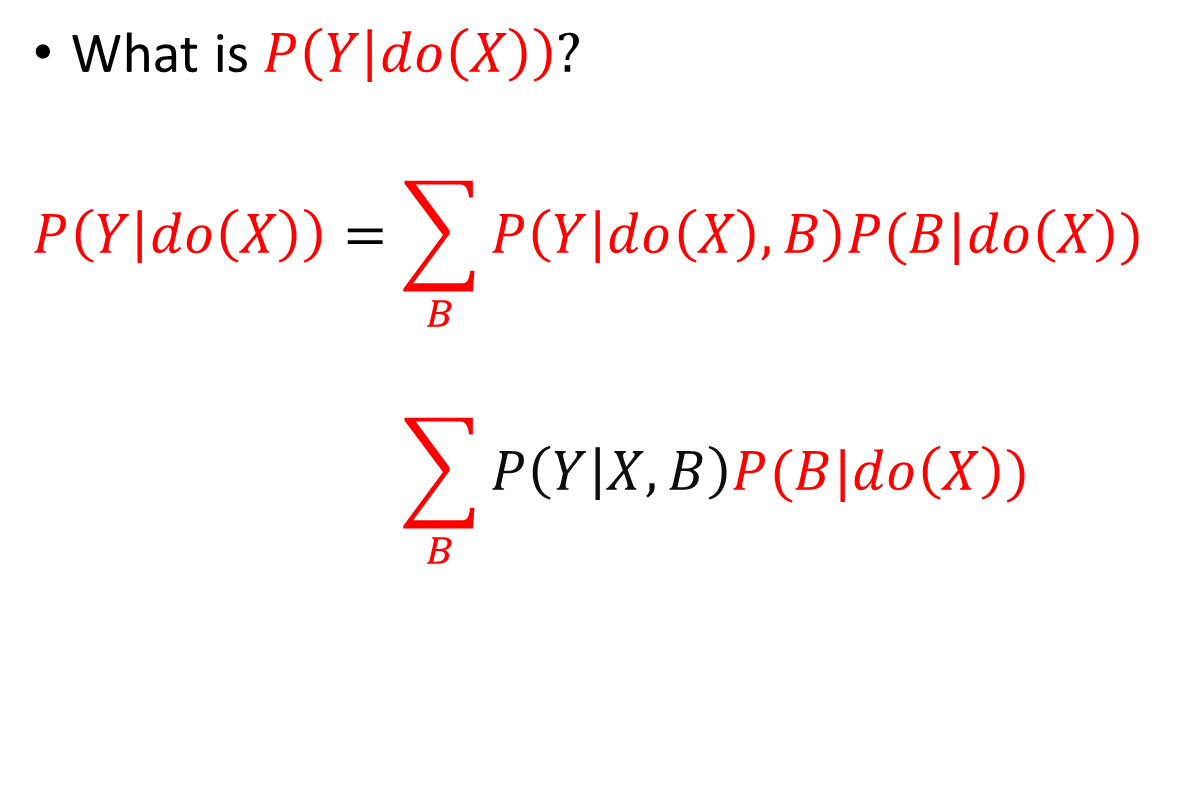 • What is P(Y|do(X))?
P(Y|do(X)) = ∑_B P(Y|do(X), B)P(B|do(X))
∑_B P(Y|X, B)P(B|do(X))